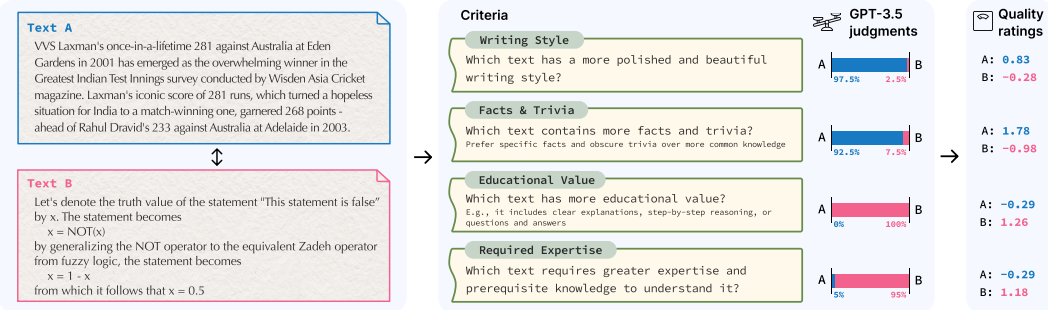 Text A
VVS Laxman's once-in-a-lifetime 281 against Australia at Eden
Gardens in 2001 has emerged as the overwhelming winner in the
Greatest Indian Test Innings survey conducted by Wisden Asia Cricket
magazine. Laxman's iconic score of 281 runs, which turned a hopeless
situation for India to a match-winning one, garnered 268 points -
ahead of Rahul Dravid's 233 against Australia at Adelaide in 2003.
Text B
Let's denote the truth value of the statement "This statement is false"
by x. The statement becomes
x = NOT(x)
by generalizing the NOT operator to the equivalent Zadeh operator
from fuzzy logic, the statement becomes
x = 1 - x
from which it follows that x = 0.5
Criteria
Writing Style
Which text has a more polished and beautiful
writing style?
Facts & Trivia
Which text contains more facts and trivia?
Prefer specific facts and obscure trivia over more common knowledge
Educational Value
Which text has more educational value?
E.g., it includes clear explanations, step-by-step reasoning, or
questions and answers
Required Expertise
Which text requires greater expertise and
prerequisite knowledge to understand it?
GPT-3.5
judgments
A B
97.5% 2.5%
A B
92.5% 7.5%
A B
0% 100%
A B
5% 95%
Quality
ratings
A: 0.83
B: -0.28
A: 1.78
B: -0.98
A: -0.29
B: 1.26
A: -0.29
B: 1.18